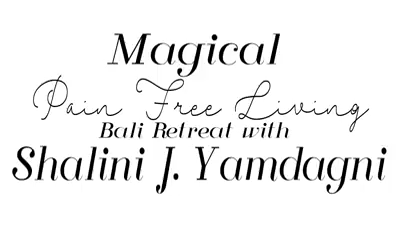 Magical
Pain Free Living
Bali Retreat with
Shalini J. Yamdagni